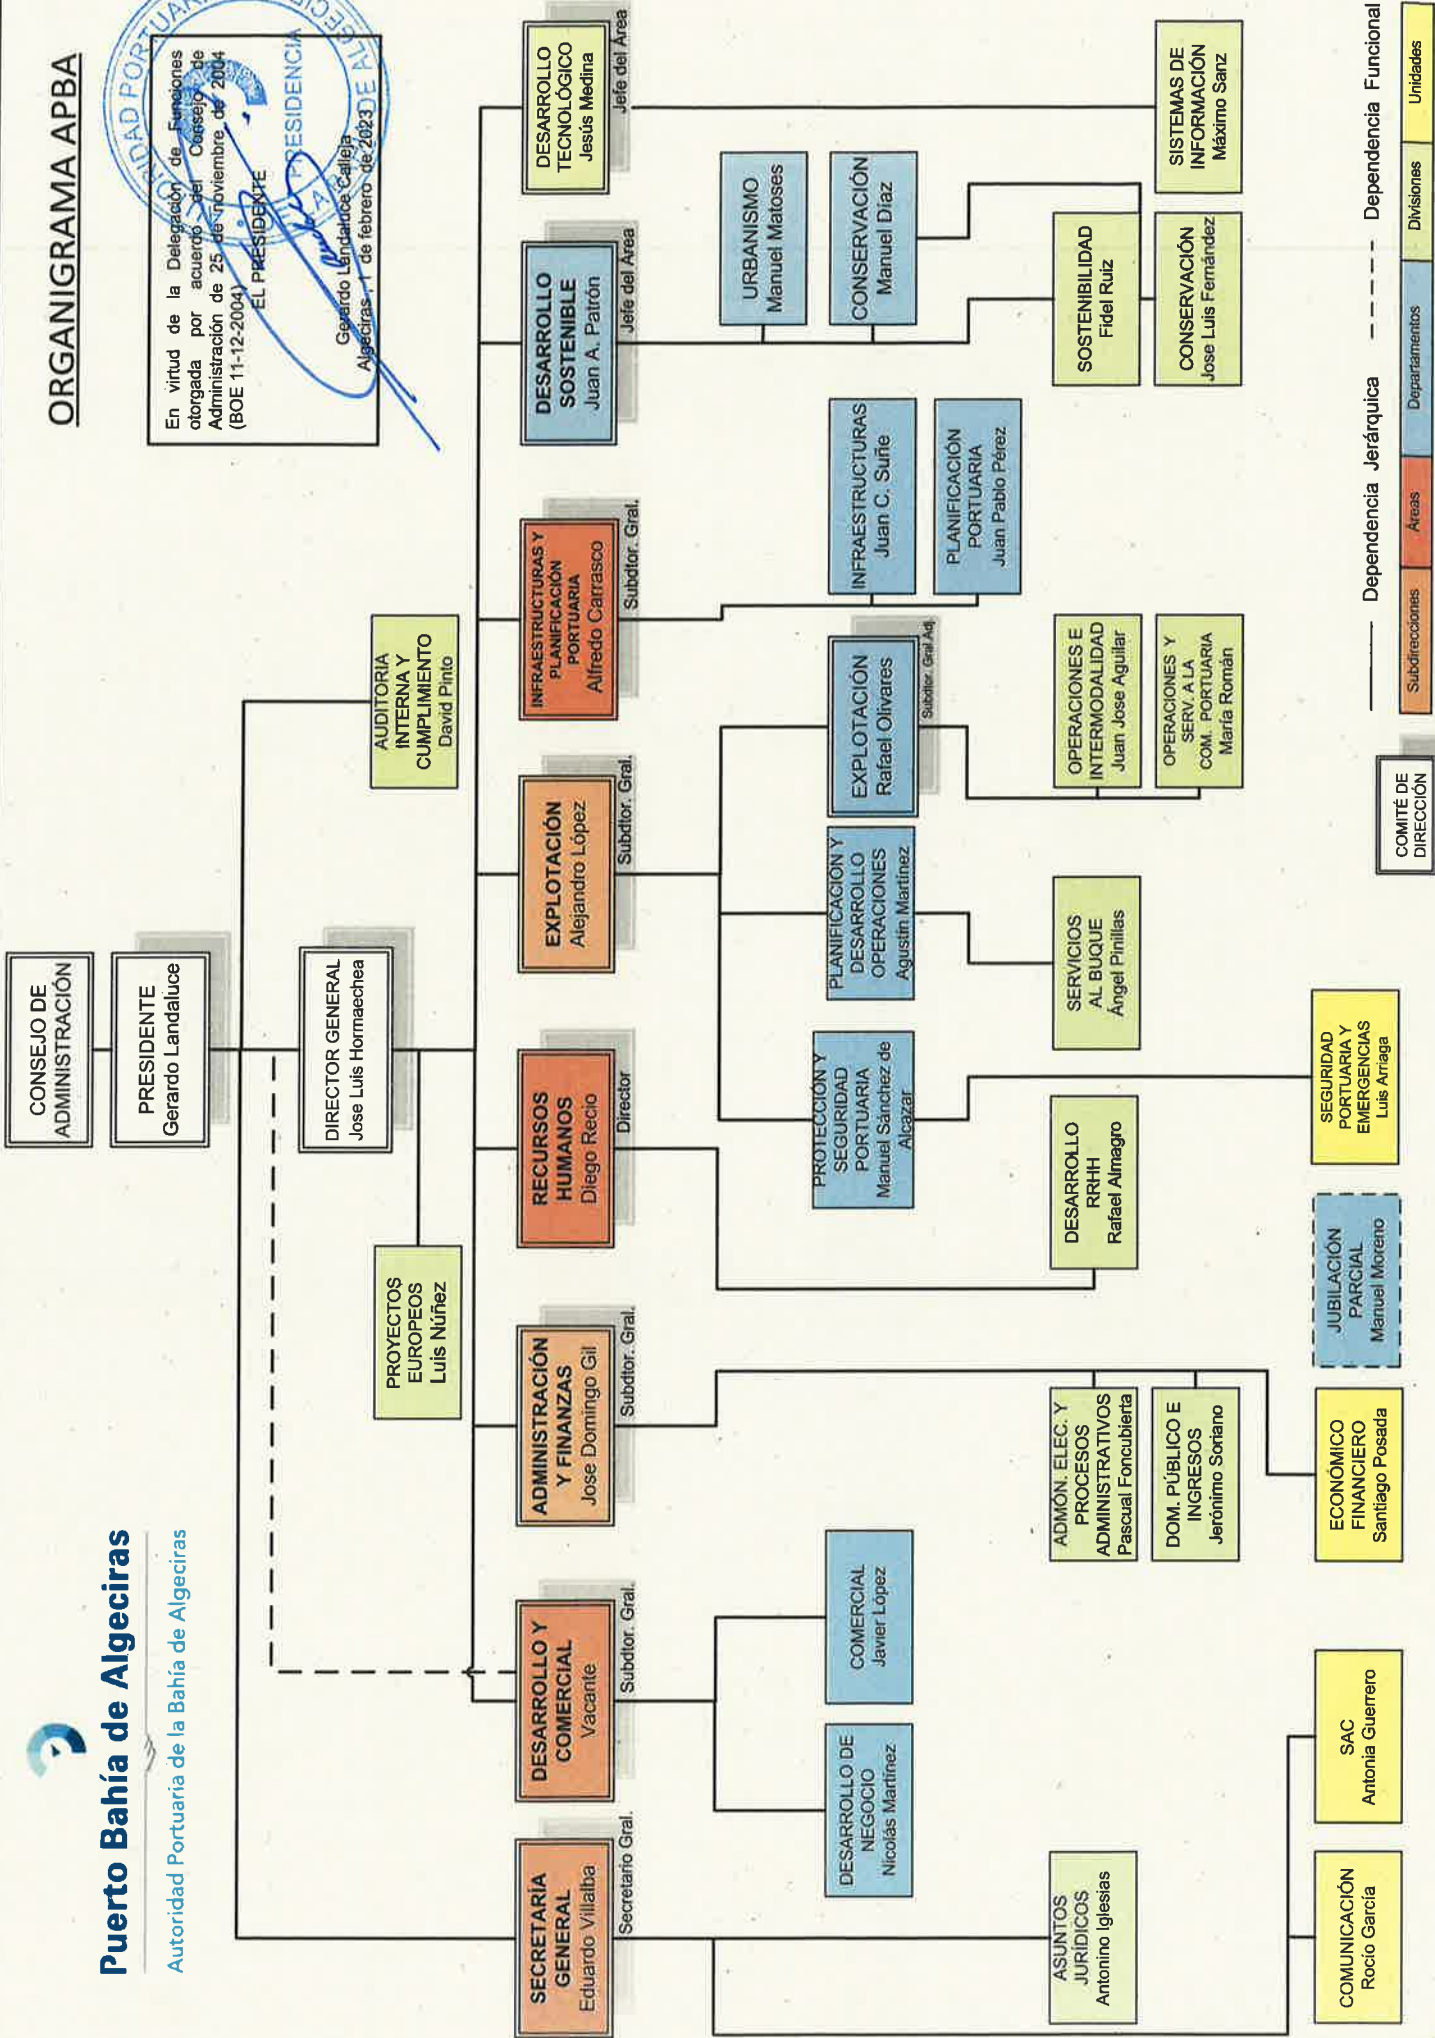 Puerto Bahía de Algeciras
Autoridad Portuaria de la Bahía de Algeciras
ORGANIGRAMA APBA
En virtud de la Delegación de Funciones
otorgada por acuerdo del Consejo de
Administración de 25 de noviembre de 2004
(BOE 11-12-2004)
EL PRESIDENTE
Gerardo Landaluce Calleja
Algeciras, 1 de febrero de 2023
PRESIDENCIA
CONSEJO DE
ADMINISTRACIÓN
PRESIDENTE
Gerardo Landaluce
DIRECTOR GENERAL
Jose Luis Hormaechea
AUDITORIA
INTERNA Y
CUMPLIMIENTO
David Pinto
PROYECTOS
EUROPEOS
Luis Núñez
SECRETARÍA
GENERAL
Eduardo Villalba
Secretario Gral.
DESARROLLO Y
COMERCIAL
Vacante
Subdtor. Gral.
ADMINISTRACIÓN
Y FINANZAS
Jose Domingo Gil
Subdtor. Gral.
RECURSOS
HUMANOS
Diego Recio
Director
EXPLOTACIÓN
Alejandro López
Subdtor. Gral.
INFRAESTRUCTURAS Y
PLANIFICACIÓN
PORTUARIA
Alfredo Carrasco
Subdtor. Gral.
DESARROLLO
SOSTENIBLE
Juan A. Patrón
Jefe del Área
DESARROLLO
TECNOLÓGICO
Jesús Medina
Jefe del Área
URBANISMO
Manuel Matoses
CONSERVACIÓN
Manuel Díaz
DESARROLLO DE
NEGOCIO
Nicolás Martínez
COMERCIAL
Javier López
PROTECCIÓN Y
SEGURIDAD
PORTUARIA
Manuel Sánchez de
Alcazar
PLANIFICACIÓN Y
DESARROLLO
OPERACIONES
Agustín Martínez
EXPLOTACIÓN
Rafael Olivares
Subdtor. Gral Adj.
INFRAESTRUCTURAS
Juan C. Suñe
PLANIFICACIÓN
PORTUARIA
Juan Pablo Pérez
ASUNTOS
JURÍDICOS
Antonino Iglesias
ADMÓN. ELEC. Y
PROCESOS
ADMINISTRATIVOS
Pascual Foncubierta
DOM. PÚBLICO E
INGRESOS
Jerónimo Soriano
DESARROLLO
RRHH
Rafael Almagro
SERVICIOS
AL BUQUE
Ángel Pinillas
OPERACIONES E
INTERMODALIDAD
Juan Jose Aguilar
OPERACIONES Y
SERV. A LA
COM. PORTUARIA
María Román
SOSTENIBILIDAD
Fidel Ruiz
CONSERVACIÓN
Jose Luis Fernández
SISTEMAS DE
INFORMACIÓN
Máximo Sanz
COMUNICACIÓN
Rocío García
SAC
Antonia Guerrero
ECONÓMICO
FINANCIERO
Santiago Posada
JUBILACIÓN
PARCIAL
Manuel Moreno
SEGURIDAD
PORTUARIA Y
EMERGENCIAS
Luis Arriaga
COMITÉ DE
DIRECCIÓN
Dependencia Jerárquica
Dependencia Funcional
Subdirecciones
Áreas
Departamentos
Divisiones
Unidades